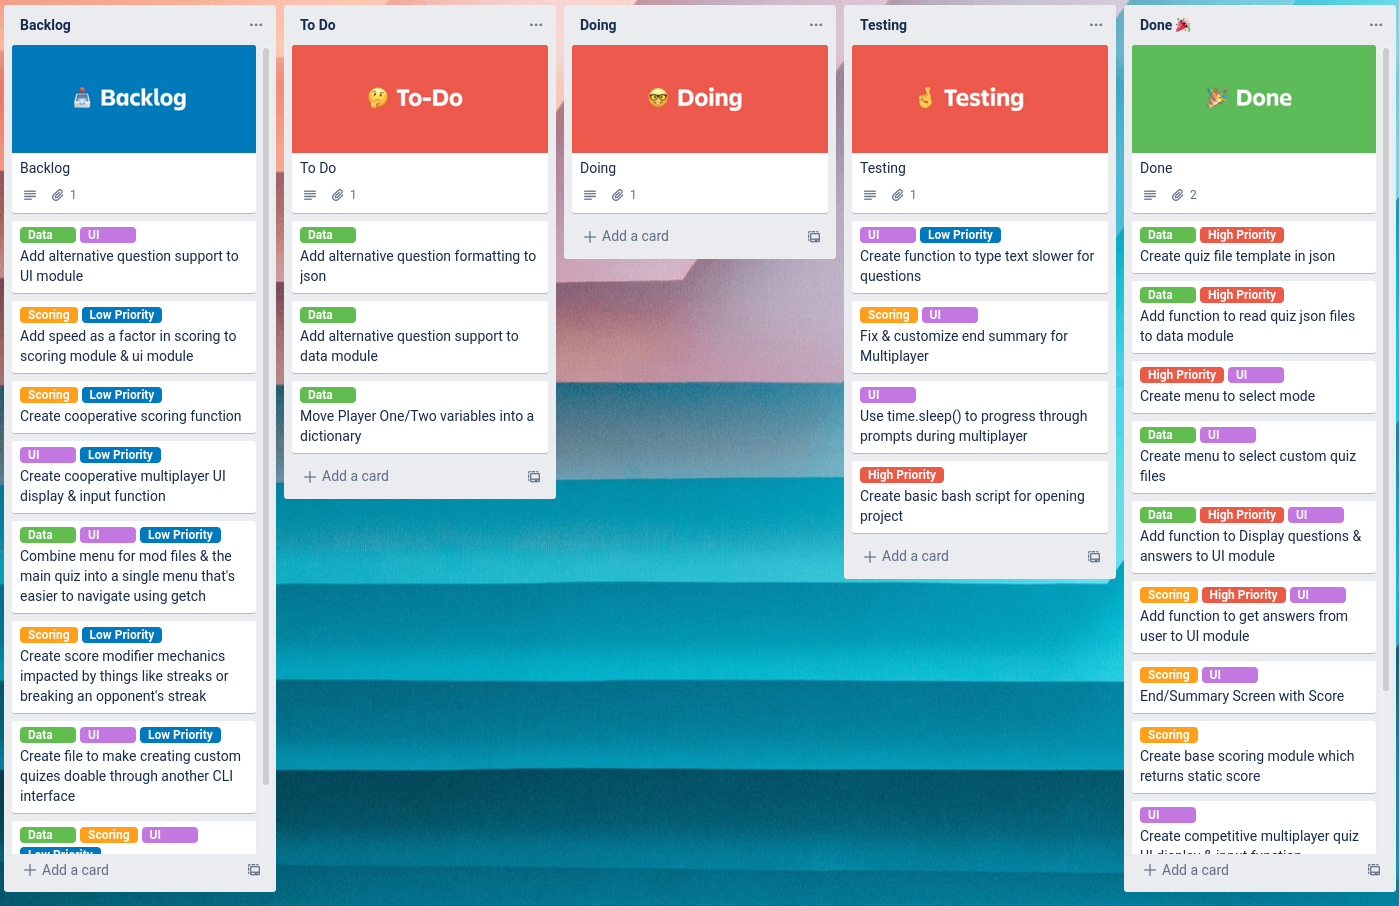 Backlog
Backlog
Backlog
1
Data UI
Add alternative question support to
UI module
Scoring Low Priority
Add speed as a factor in scoring to
scoring module & ui module
Scoring Low Priority
Create cooperative scoring function
UI Low Priority
Create cooperative multiplayer UI
display & input function
Data UI Low Priority
Combine menu for mod files & the
main quiz into a single menu that's
easier to navigate using getch
Scoring Low Priority
Create score modifier mechanics
impacted by things like streaks or
breaking an opponent's streak
Data UI Low Priority
Create file to make creating custom
quizes doable through another CLI
interface
Data Scoring UI
Low Priority
Add a card
To Do
To-Do
To Do
1
Data
Add alternative question formatting to
json
Data
Add alternative question support to
data module
Data
Move Player One/Two variables into a
dictionary
Add a card
Doing
Doing
Doing
1
Add a card
Testing
Testing
Testing
1
UI Low Priority
Create function to type text slower for
questions
Scoring UI
Fix & customize end summary for
Multiplayer
UI
Use time.sleep() to progress through
prompts during multiplayer
High Priority
Create basic bash script for opening
project
Add a card
Done
Done
Done
2
Data High Priority
Create quiz file template in json
Data High Priority
Add function to read quiz json files
to data module
High Priority UI
Create menu to select mode
Data UI
Create menu to select custom quiz
files
Data High Priority UI
Add function to Display questions &
answers to UI module
Scoring High Priority UI
Add function to get answers from
user to UI module
Scoring UI
End/Summary Screen with Score
Scoring
Create base scoring module which
returns static score
UI
Create competitive multiplayer quiz
UI display & input function
Add a card